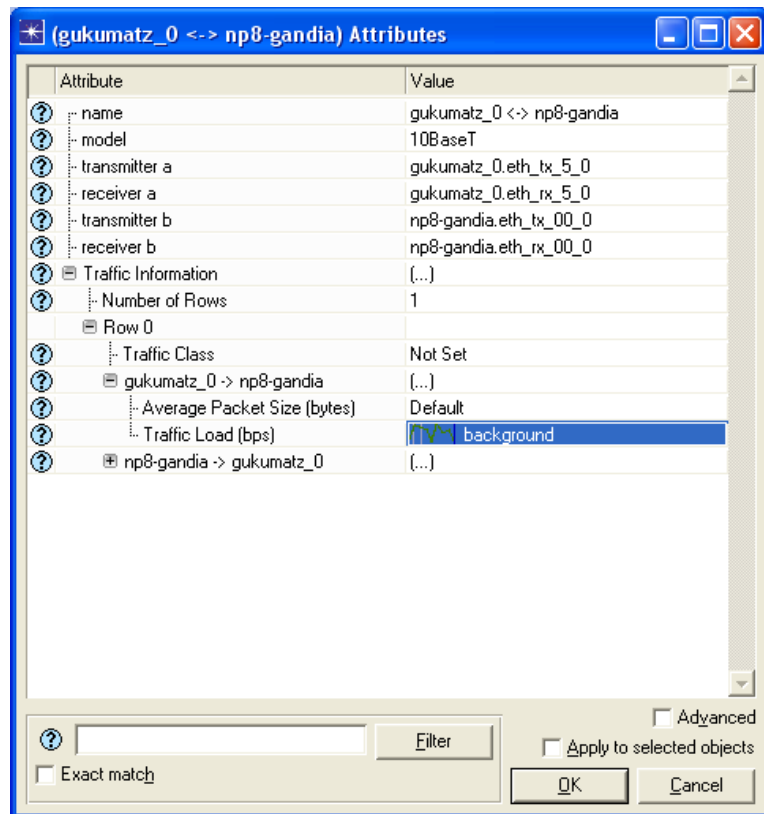 (gukumatz_0 <-> np8-gandia) Attributes
Attribute Value
name gukumatz_0 <-> np8-gandia
model 10BaseT
transmitter a gukumatz_0.eth_tx_5_0
receiver a gukumatz_0.eth_rx_5_0
transmitter b np8-gandia.eth_tx_00_0
receiver b np8-gandia.eth_rx_00_0
Traffic Information (...)
Number of Rows 1
Row 0
Traffic Class Not Set
gukumatz_0 -> np8-gandia (...)
Average Packet Size (bytes) Default
Traffic Load (bps) background
np8-gandia -> gukumatz_0 (...)
Advanced
Filter
Apply to selected objects
Exact match
OK Cancel